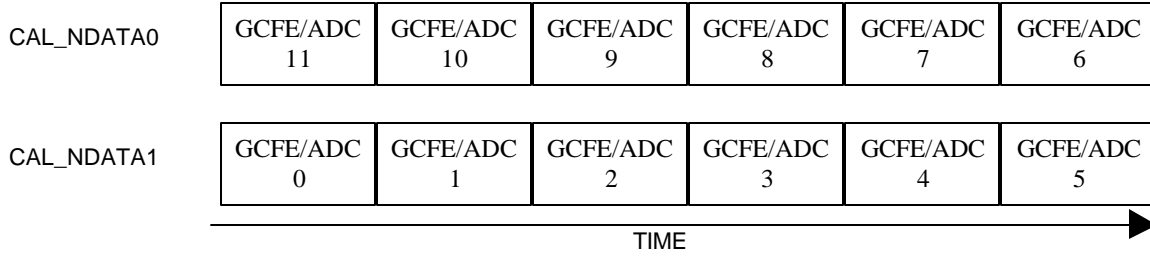 CAL_NDATA0 GCFE/ADC 11 GCFE/ADC 10 GCFE/ADC 9 GCFE/ADC 8 GCFE/ADC 7 GCFE/ADC 6
CAL_NDATA1 GCFE/ADC 0 GCFE/ADC 1 GCFE/ADC 2 GCFE/ADC 3 GCFE/ADC 4 GCFE/ADC 5
TIME